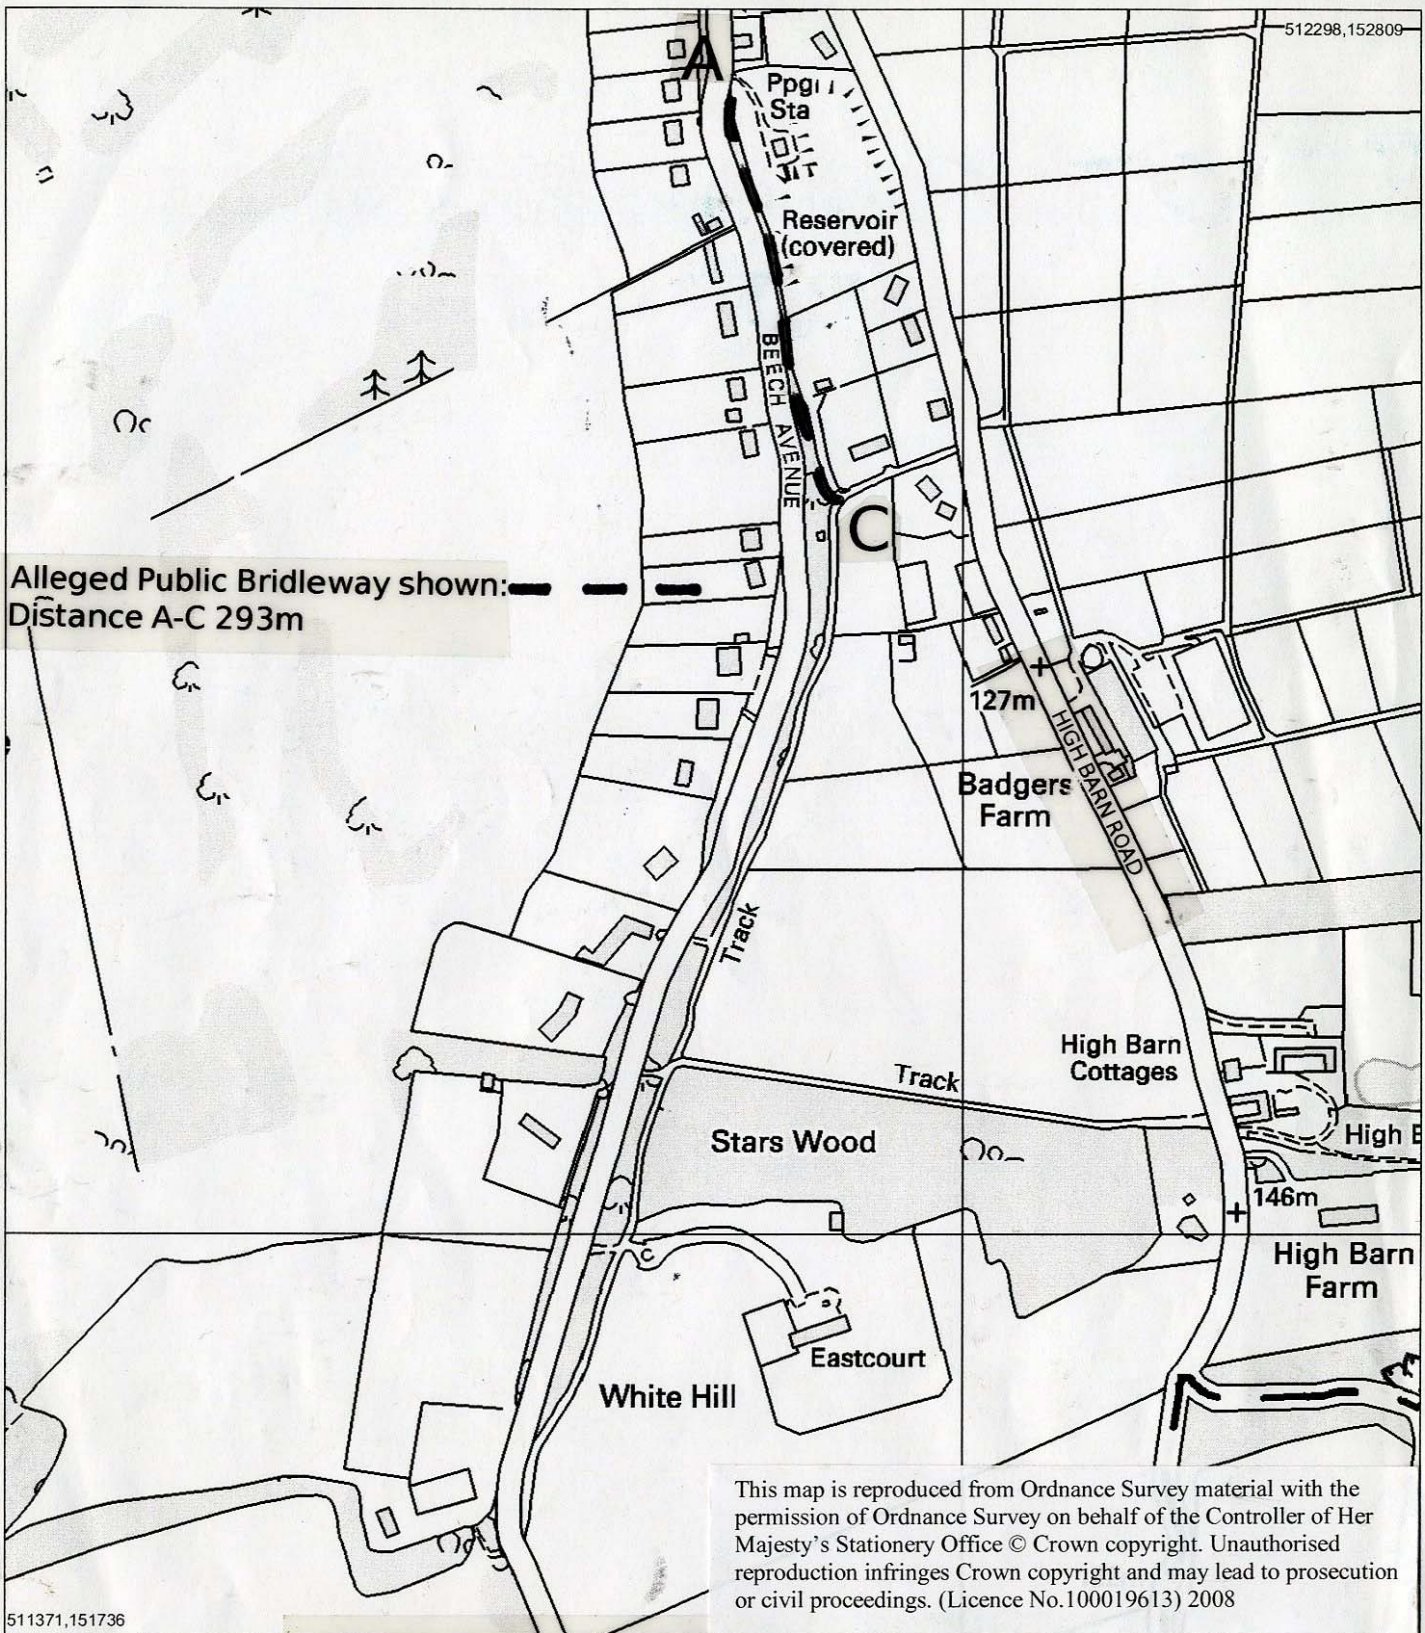 512298,152809
A
Ppg
Sta
Reservoir
(covered)
BEECH AVENUE
C
Alleged Public Bridleway shown:
Distance A-C 293m
127m
HIGH BARN ROAD
Badgers
Farm
Track
High Barn
Cottages
Track
Stars Wood
High B
146m
High Barn
Farm
Eastcourt
White Hill
This map is reproduced from Ordnance Survey material with the
permission of Ordnance Survey on behalf of the Controller of Her
Majesty's Stationery Office © Crown copyright. Unauthorised
reproduction infringes Crown copyright and may lead to prosecution
or civil proceedings. (Licence No.100019613) 2008
511371,151736